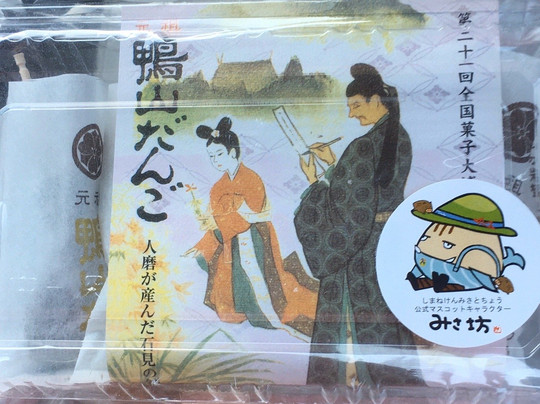 元祖
鴨山だんご
人麿が産んだ石見の
第二十一回全国菓子大
しまねけんみさとちょう
公式マスコットキャラクター
みさ坊
元